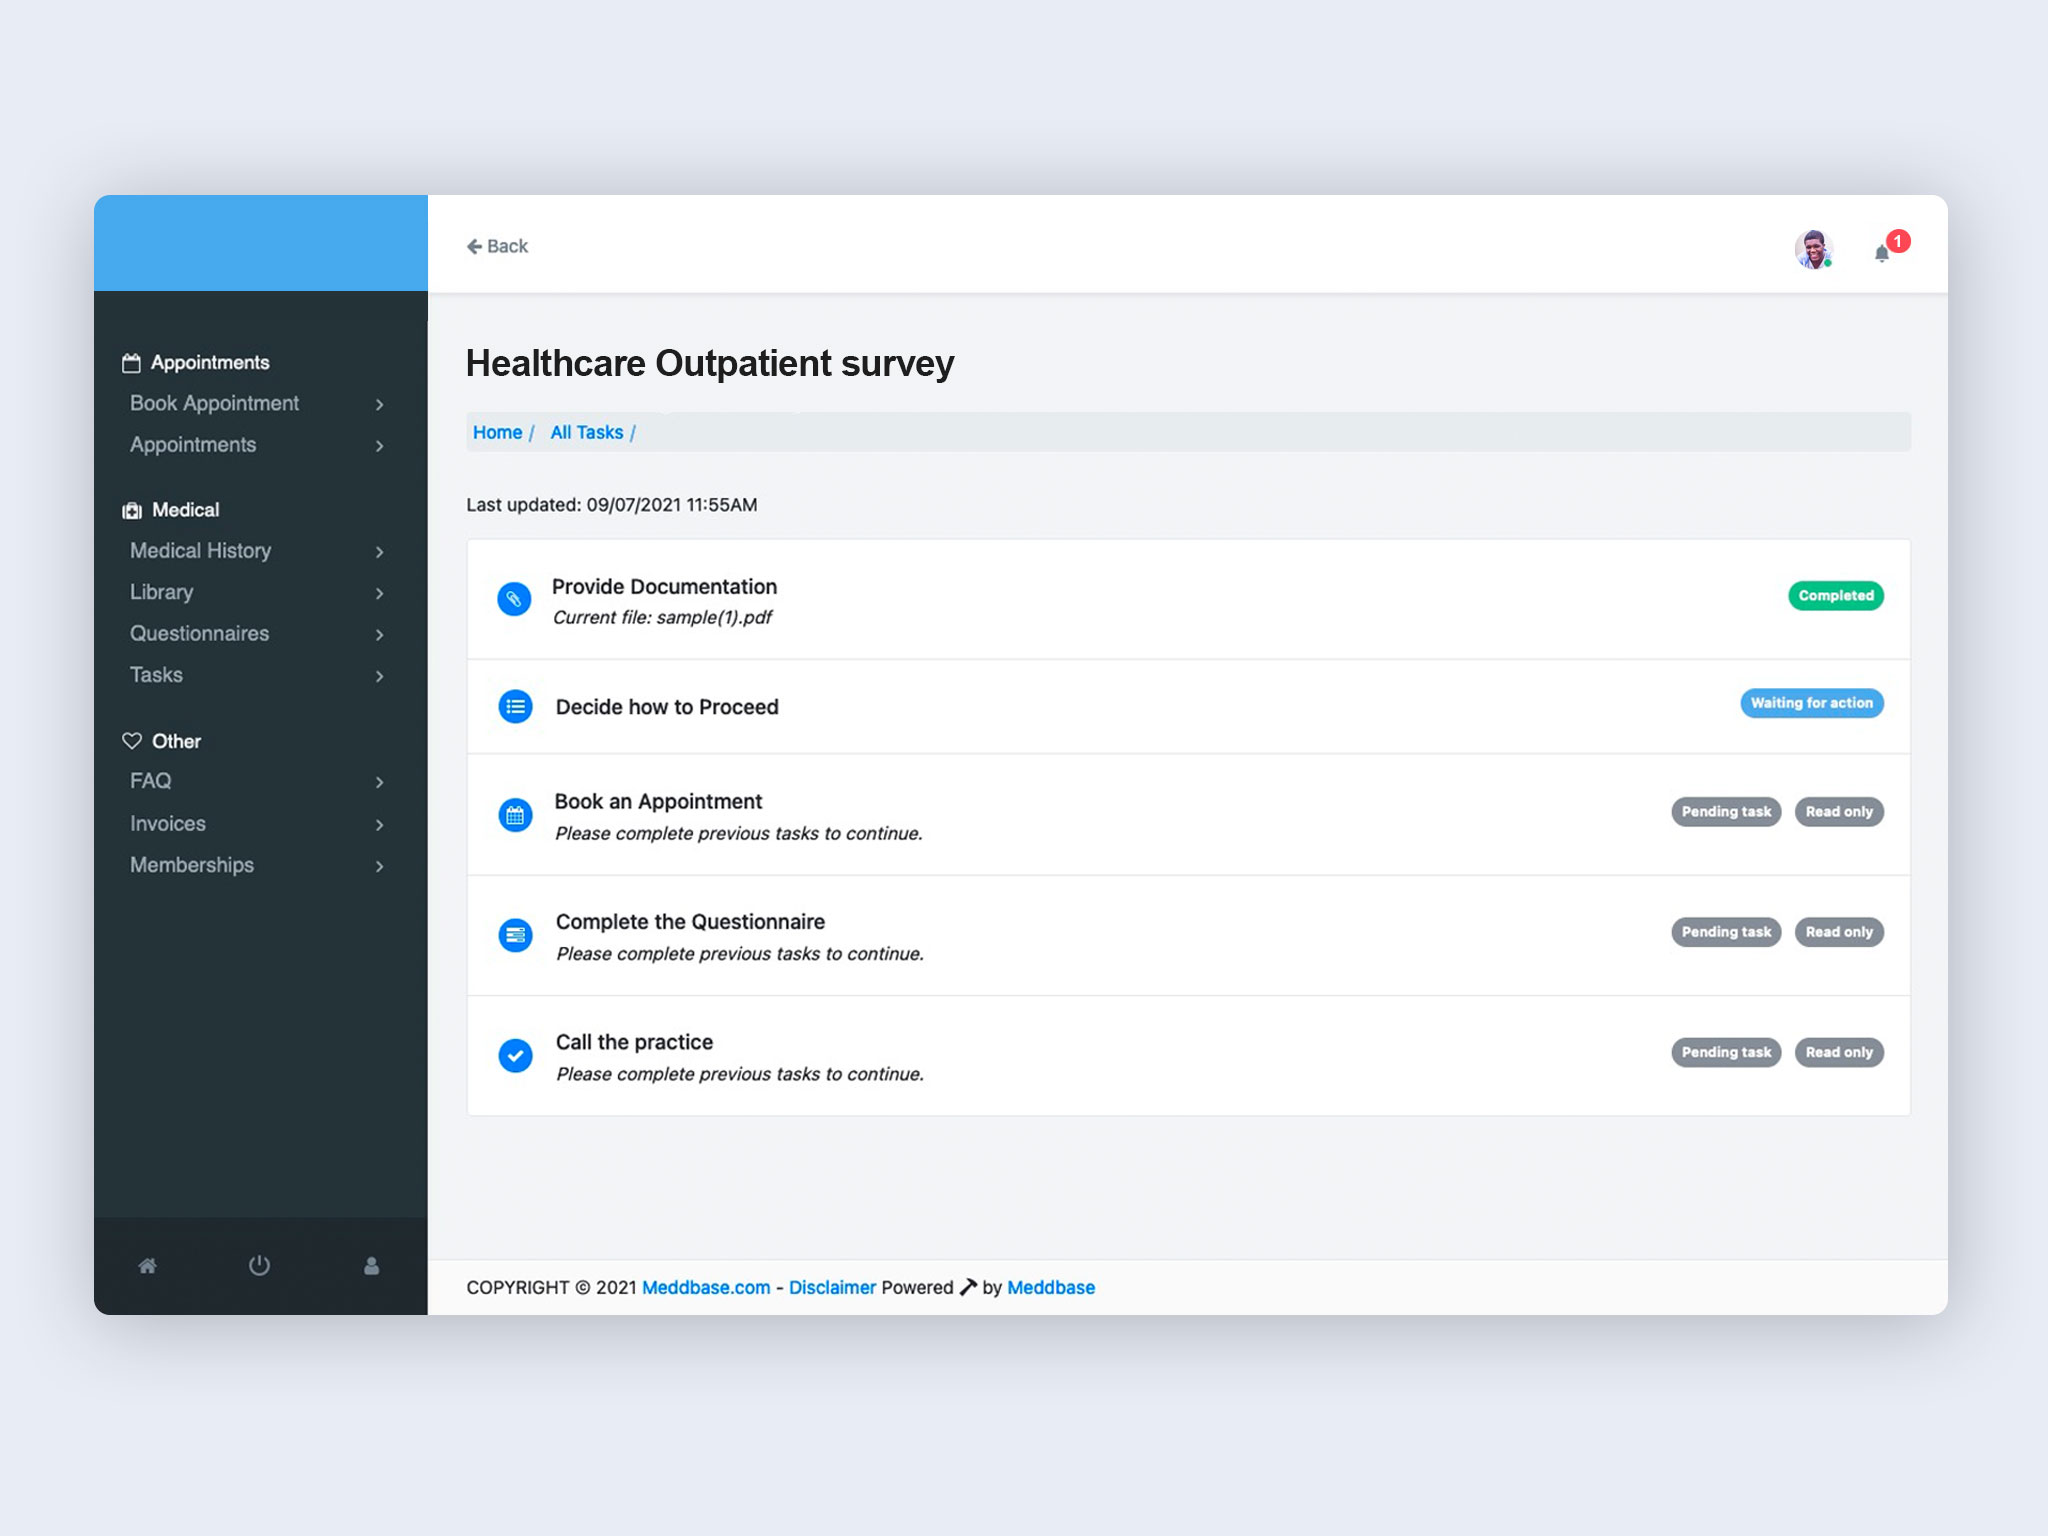 Back
1
Appointments
Book Appointment
Appointments
Medical
Medical History
Library
Questionnaires
Tasks
Other
FAQ
Invoices
Memberships
Healthcare Outpatient survey
Home / All Tasks /
Last updated: 09/07/2021 11:55AM
Provide Documentation
Current file: sample(1).pdf
Completed
Decide how to Proceed
Waiting for action
Book an Appointment
Please complete previous tasks to continue.
Pending task Read only
Complete the Questionnaire
Please complete previous tasks to continue.
Pending task Read only
Call the practice
Please complete previous tasks to continue.
Pending task Read only
COPYRIGHT © 2021 Meddbase.com - Disclaimer Powered by Meddbase